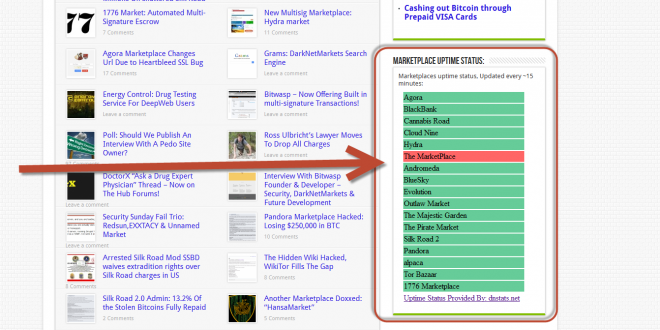 Market: Automated Multi-
1776 Market: Automated Multi-
Signature Escrow
7 Comments
Agora Marketplace Changes
Url Due to Heartbleed SSL Bug
17 Comments
Energy Control: Drug Testing
Service For DeepWeb Users
Leave a comment
Poll: Should We Publish An
Interview With A Pedo Site
Owner?
Leave a comment
DoctorX “Ask a Drug Expert
Physician” Thread – Now on
The Hub Forums!
Leave a comment
Security Sunday Fail Trio:
Redsun,EXXTACY & Unnamed
Market
Leave a comment
Arrested Silk Road Mod SSBD
waives extradition rights over
Silk Road charges in US
6 Comments
Silk Road 2.0 Admin: 13.2% Of
the Stolen Bitcoins Fully Repaid
2 Comments
New Multisig Marketplace:
Hydra market
11 Comments
Grams: DarkNetMarkets Search
Engine
Leave a comment
Bitwasp – Now Offering Built in
multi-signature Transactions!
Leave a comment
Ross Ulbricht's Lawyer Moves
To Drop All Charges
Leave a comment
Interview With Bitwasp
Founder & Developer –
Security, DarkNetMarkets &
Future Development
Pandora Marketplace Hacked:
Losing $250,000 in BTC
10 Comments
The Hidden Wiki Hacked,
WikiTor Fills The Gap
Comments
Another Marketplace Doxxed:
“HansaMarket”
5 Comments
Cashing out Bitcoin through
Prepaid VISA Cards
MARKETPLACE UPTIME STATUS:
Marketplaces uptime status, Updated every ~15
minutes:
Agora
BlackBank
Cannabis Road
Cloud Nine
Hydra
The MarketPlace
Andromeda
BlueSky
Evolution
Outlaw Market
The Majestic Garden
The Pirate Market
Silk Road 2
Pandora
alpaca
Tor Bazaar
1776 Marketplace
Uptime Status Provided By: dnstats.net